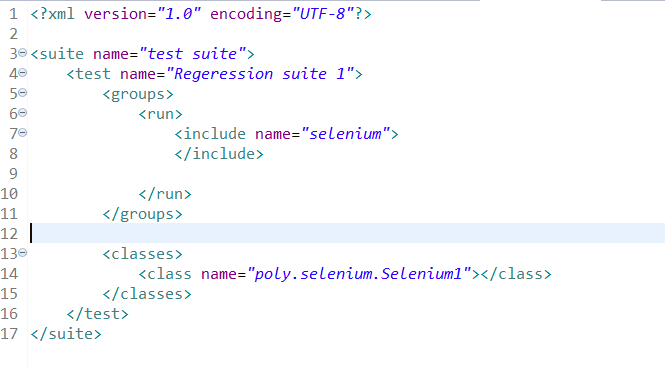 1 <?xml version="1.0" encoding="UTF-8"?>
2
3 <suite name="test suite">
4     <test name="Regeression suite 1">
5         <groups>
6             <run>
7                 <include name="selenium">
8                 </include>
9
10             </run>
11         </groups>
12
13         <classes>
14             <class name="poly.selenium.Selenium1"></class>
15         </classes>
16     </test>
17 </suite>